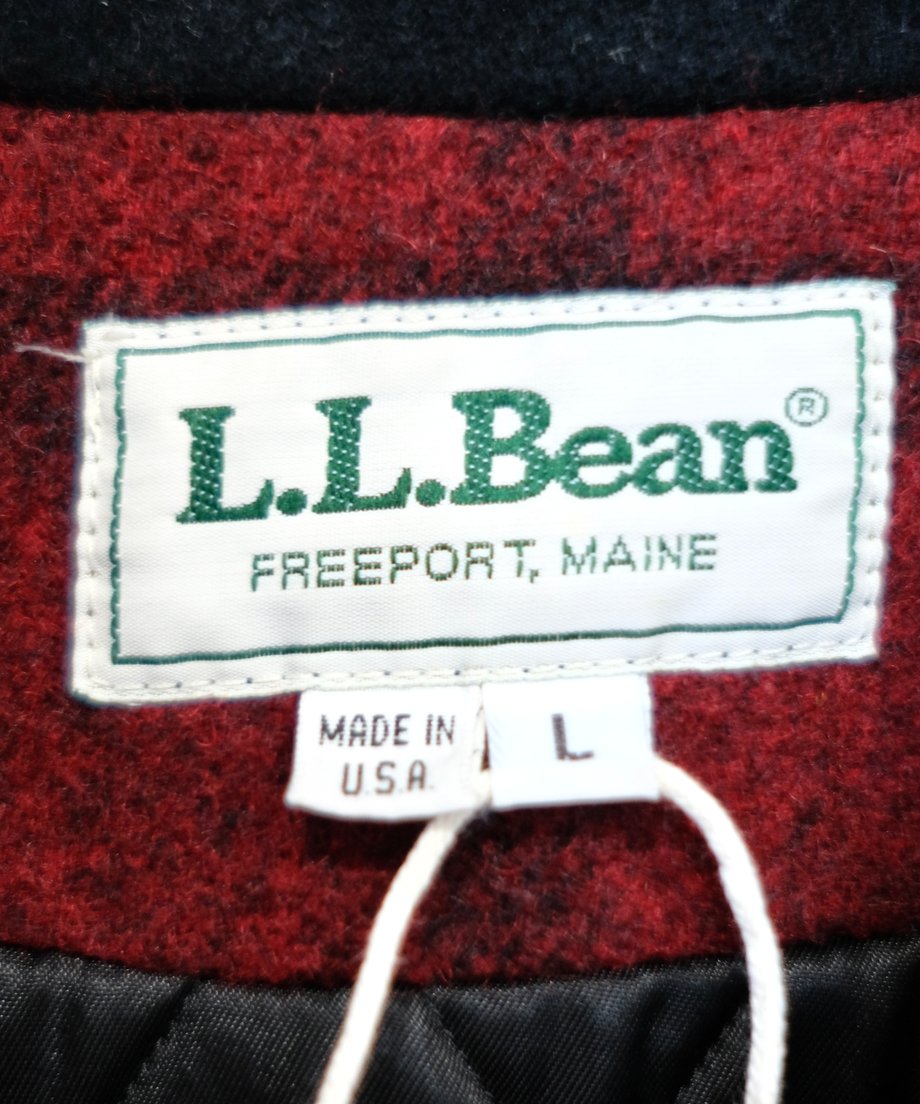 L.L.Bean®
FREEPORT, MAINE
MADE IN
U.S.A.
L